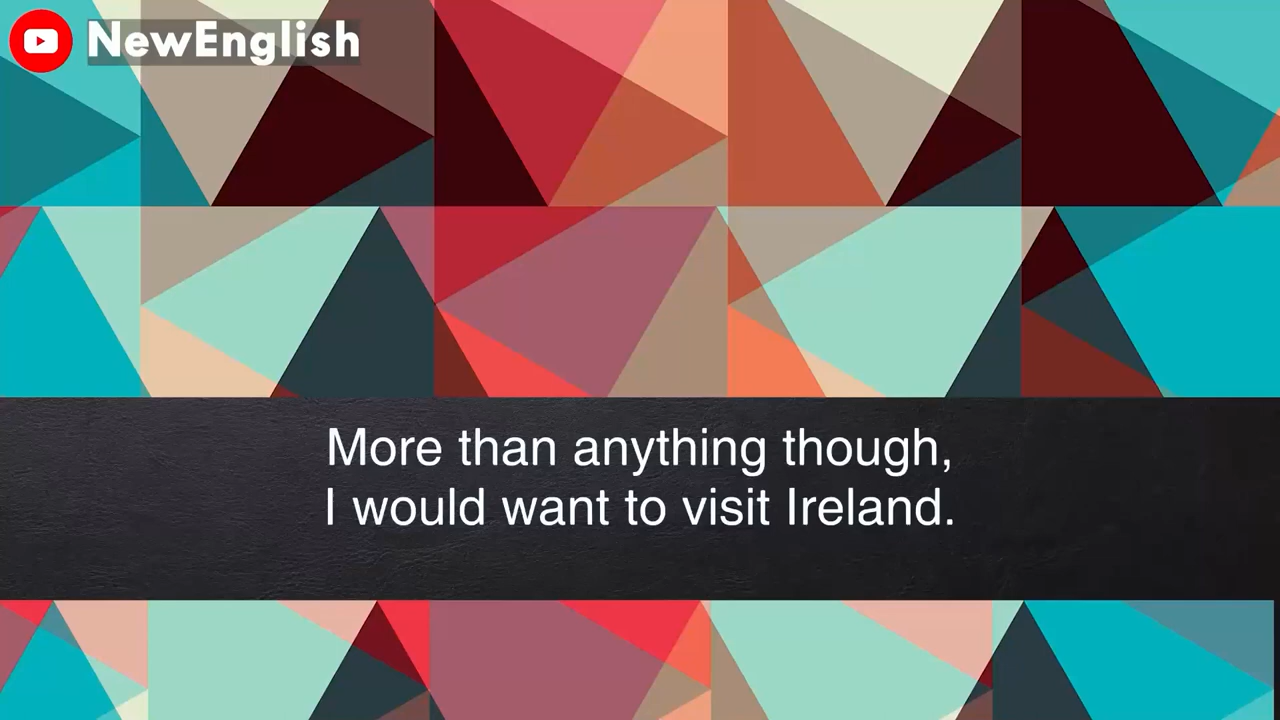 NewEnglish
More than anything though,
I would want to visit Ireland.